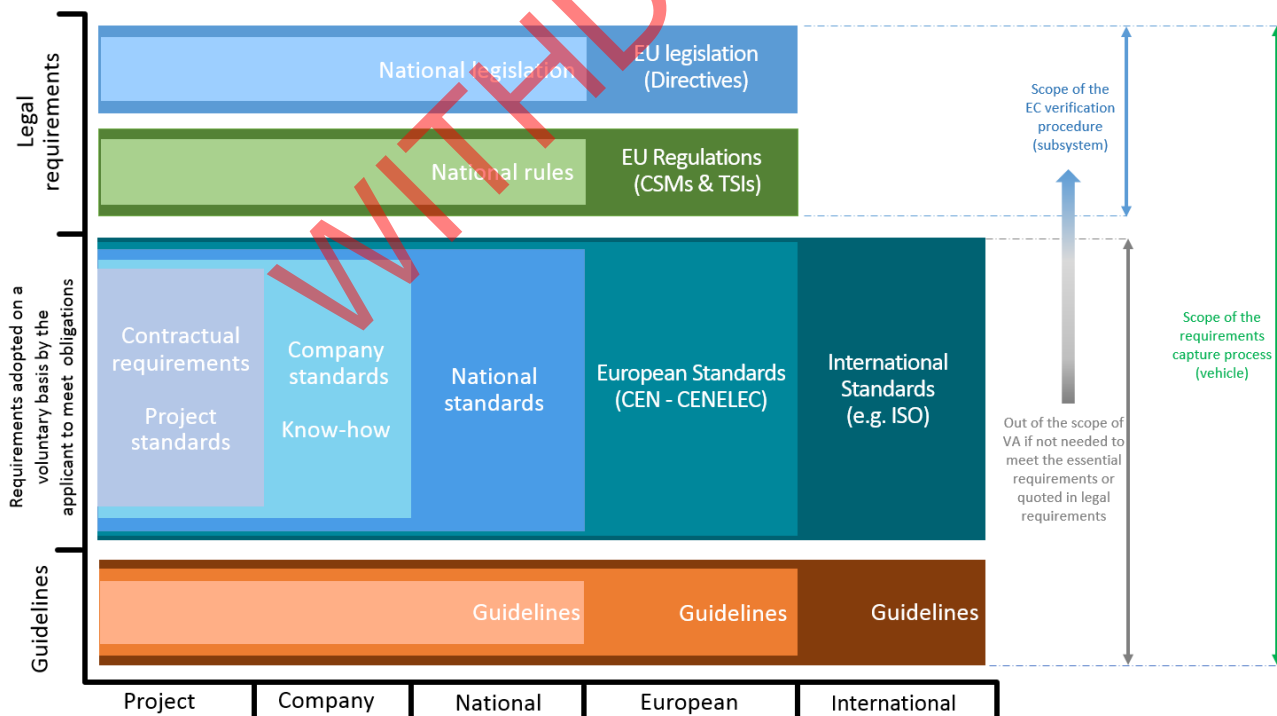 Legal
requirements
National legislation
EU legislation
(Directives)
National rules
EU Regulations
(CSMs & TSIs)
Scope of the
EC verification
procedure
(subsystem)
Requirements adopted on a
voluntary basis by the
applicant to meet obligations
Contractual
requirements
Project
standards
Company
standards
Know-how
National
standards
European Standards
(CEN - CENELEC)
International
Standards
(e.g. ISO)
Scope of the
requirements
capture process
(vehicle)
Out of the scope of
VA if not needed to
meet the essential
requirements or
quoted in legal
requirements
Guidelines
Guidelines
Guidelines
Guidelines
Project
Company
National
European
International